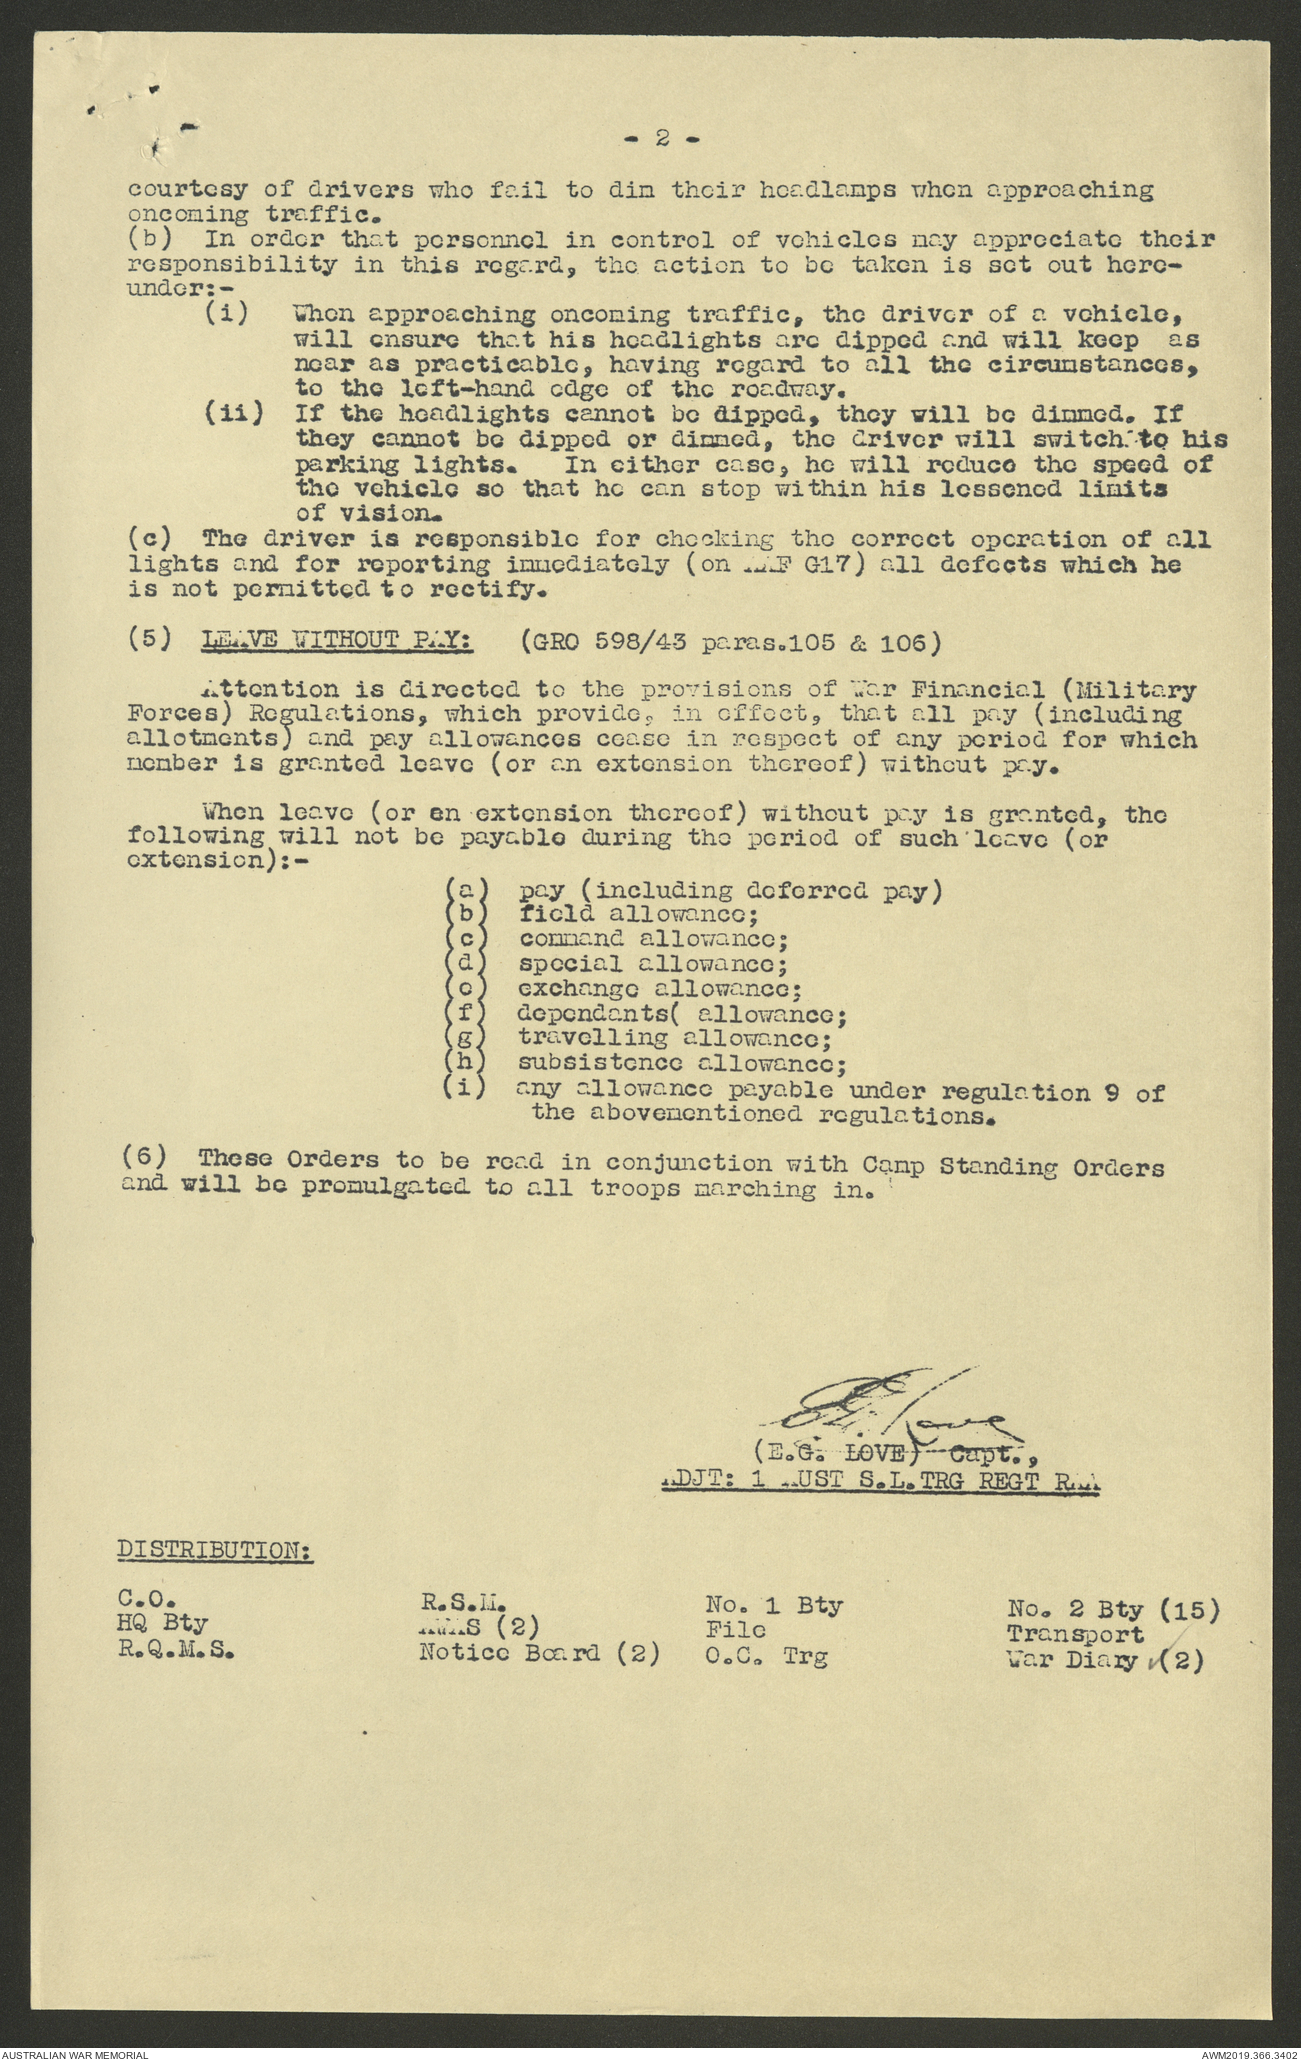 - 2 -
courtesy of drivers who fail to dim their headlamps when approaching
oncoming traffic.
(b) In order that personnel in control of vehicles may appreciate their
responsibility in this regard, the action to be taken is set out here-
under:-
(i) When approaching oncoming traffic, the driver of a vehicle,
will ensure that his headlights are dipped and will keep as
near as practicable, having regard to all the circumstances,
to the left-hand edge of the roadway.
(ii) If the headlights cannot be dipped, they will be dimmed. If
they cannot be dipped or dimmed, the driver will switch to his
parking lights. In either case, he will reduce the speed of
the vehicle so that he can stop within his lessened limits
of vision.
(c) The driver is responsible for checking the correct operation of all
lights and for reporting immediately (on AAF G17) all defects which he
is not permitted to rectify.
(5) LEAVE WITHOUT PAY: (GRO 598/43 paras.105 & 106)
Attention is directed to the provisions of War Financial (Military
Forces) Regulations, which provide, in effect, that all pay (including
allotments) and pay allowances cease in respect of any period for which
member is granted leave (or an extension thereof) without pay.
When leave (or an extension thereof) without pay is granted, the
following will not be payable during the period of such leave (or
extension):-
(a) pay (including deferred pay)
(b) field allowance;
(c) command allowance;
(d) special allowance;
(e) exchange allowance;
(f) dependants( allowance;
(g) travelling allowance;
(h) subsistence allowance;
(i) any allowance payable under regulation 9 of
the abovementioned regulations.
(6) These Orders to be read in conjunction with Camp Standing Orders
and will be promulgated to all troops marching in.
E.G. Love
(E.G. LOVE) Capt.,
ADJT: 1 AUST S.L.TRG REGT RAA
DISTRIBUTION:
C.O. R.S.M. No. 1 Bty No. 2 Bty (15)
HQ Bty AWAS (2) File Transport
R.Q.M.S. Notice Board (2) O.C. Trg War Diary (2)
AUSTRALIAN WAR MEMORIAL AWM2019.366.3402